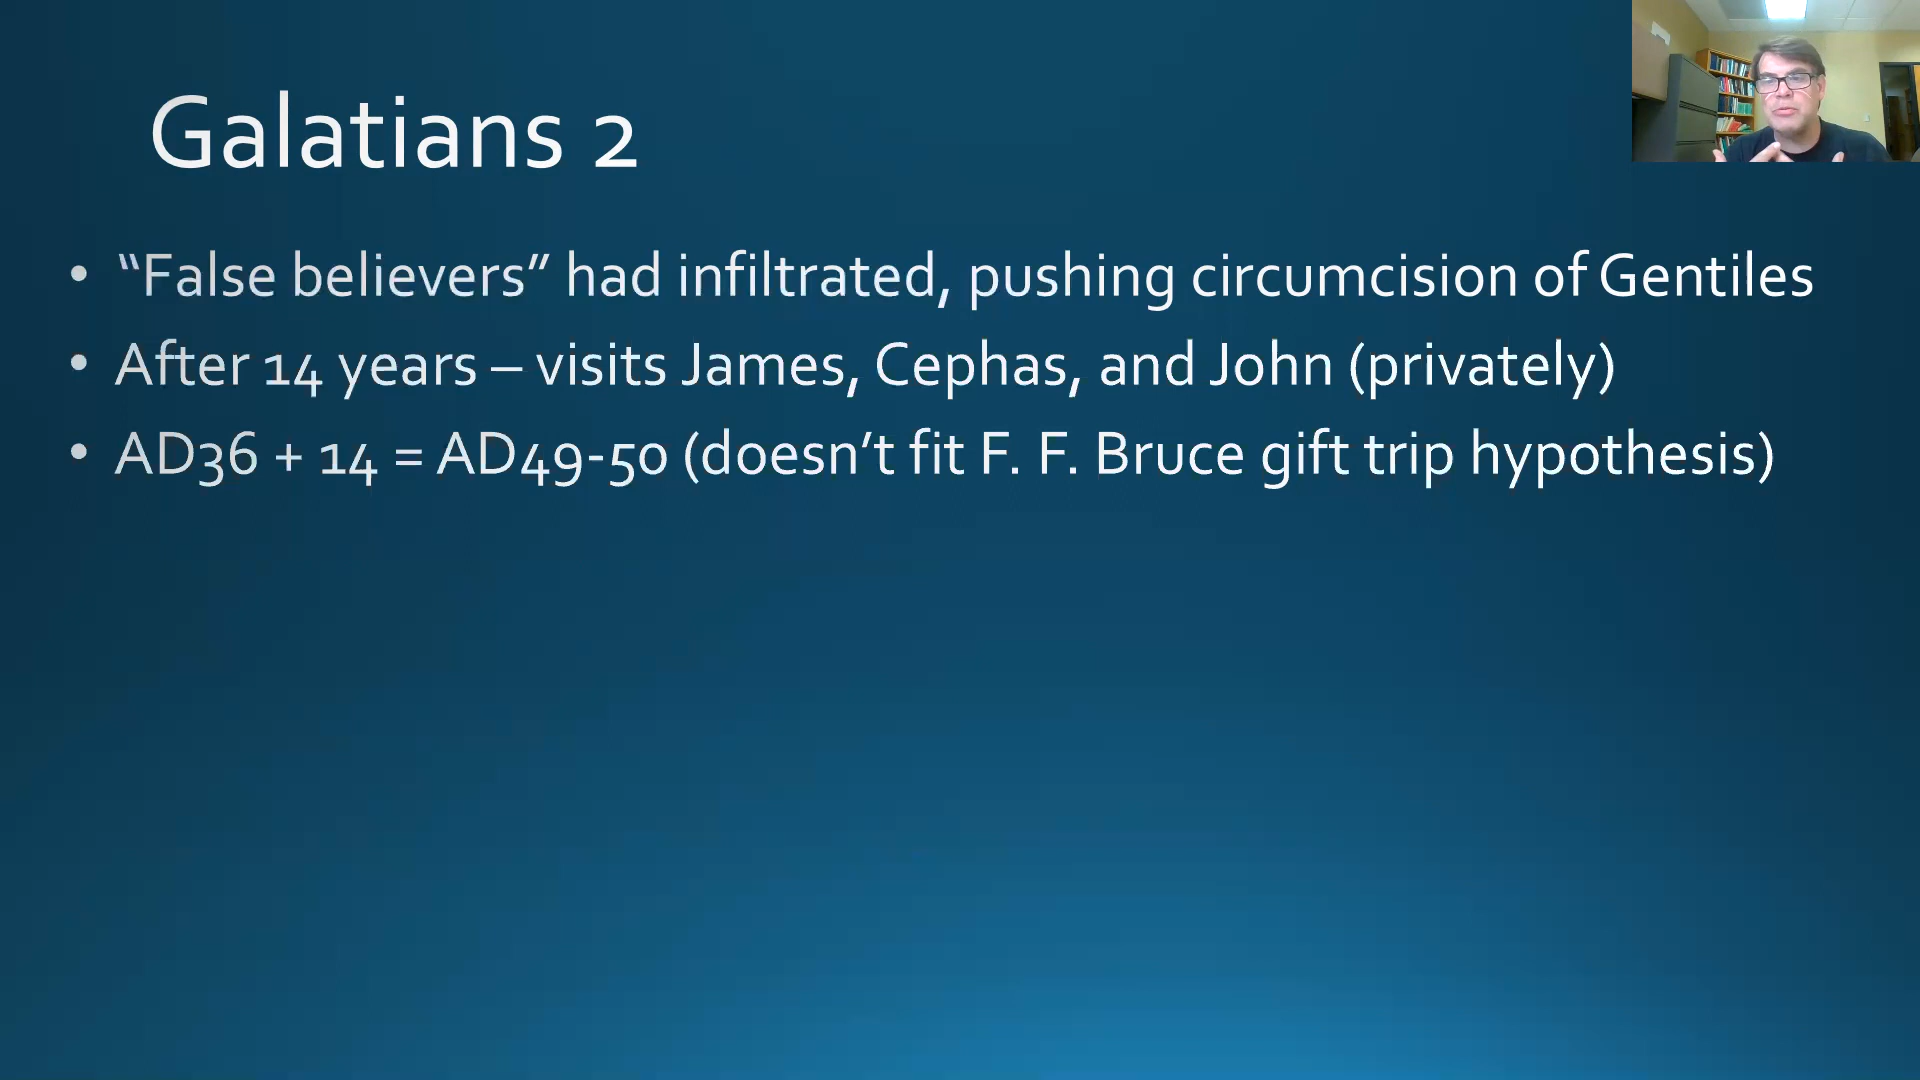 Galatians 2
• “False believers” had infiltrated, pushing circumcision of Gentiles
• After 14 years – visits James, Cephas, and John (privately)
• AD36 + 14 = AD49-50 (doesn’t fit F. F. Bruce gift trip hypothesis)